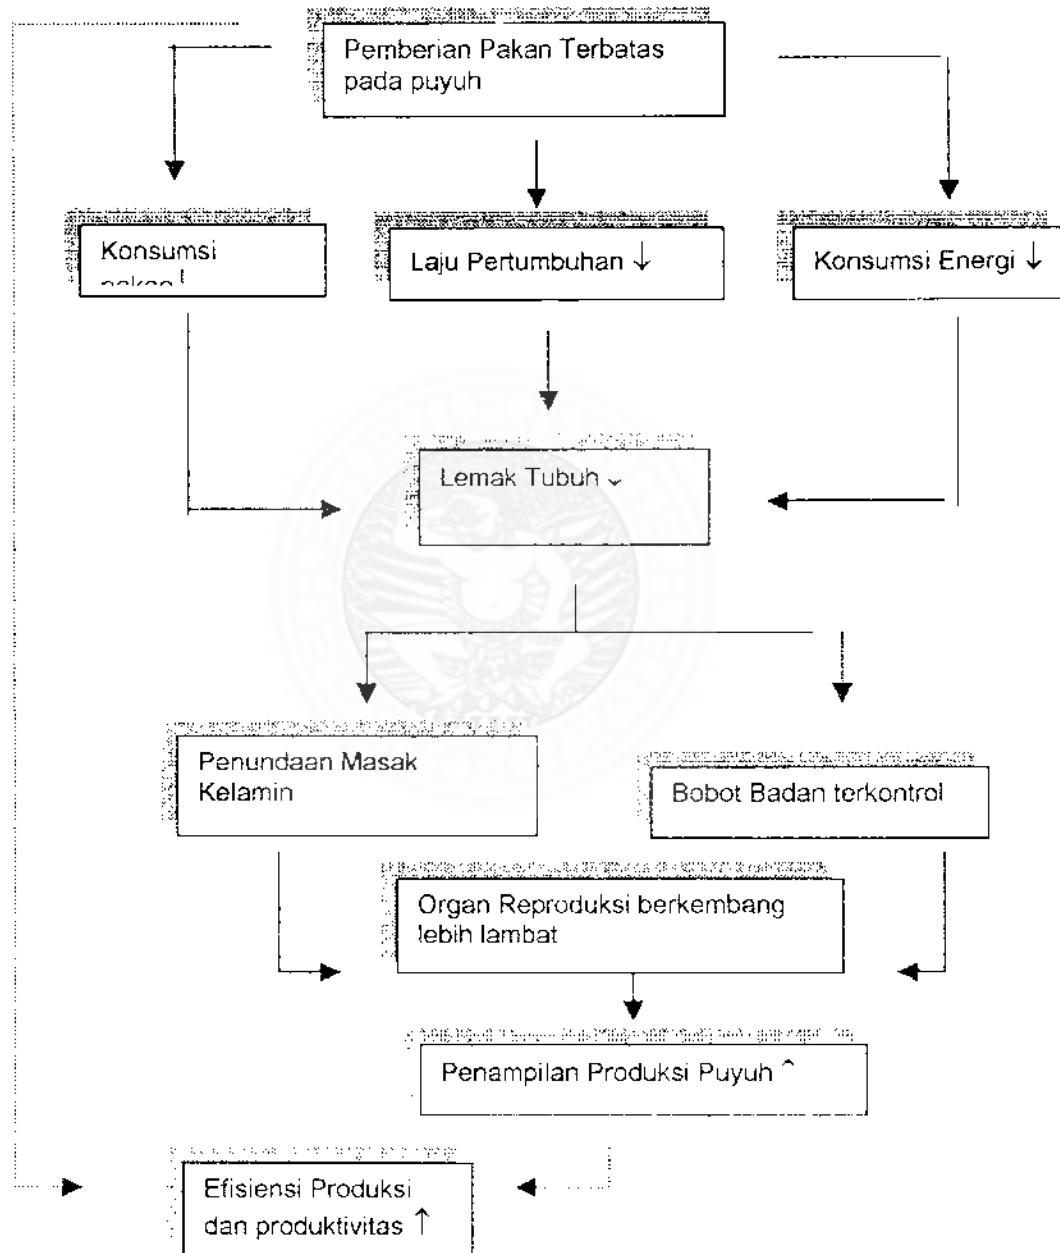 Pemberian Pakan Terbatas
pada puyuh
Konsumsi
pakan
Laju Pertumbuhan ↓
Konsumsi Energi ↓
Lemak Tubuh ↓
Penundaan Masak
Kelamin
Bobot Badan terkontrol
Organ Reproduksi berkembang
lebih lambat
Penampilan Produksi Puyuh ^
Efisiensi Produksi
dan produktivitas ↑